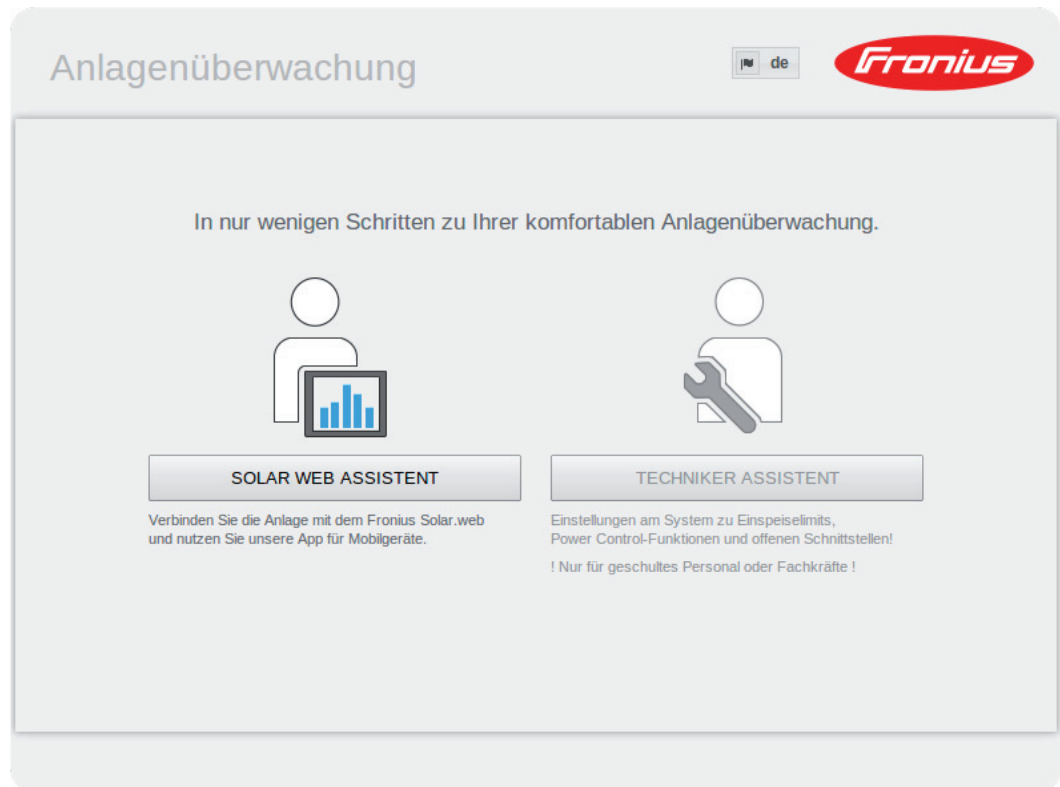 Anlagenüberwachung
de
Fronius
In nur wenigen Schritten zu Ihrer komfortablen Anlagenüberwachung.
SOLAR WEB ASSISTENT
Verbinden Sie die Anlage mit dem Fronius Solar.web
und nutzen Sie unsere App für Mobilgeräte.
TECHNIKER ASSISTENT
Einstellungen am System zu Einspeiselimits,
Power Control-Funktionen und offenen Schnittstellen!
! Nur für geschultes Personal oder Fachkräfte !